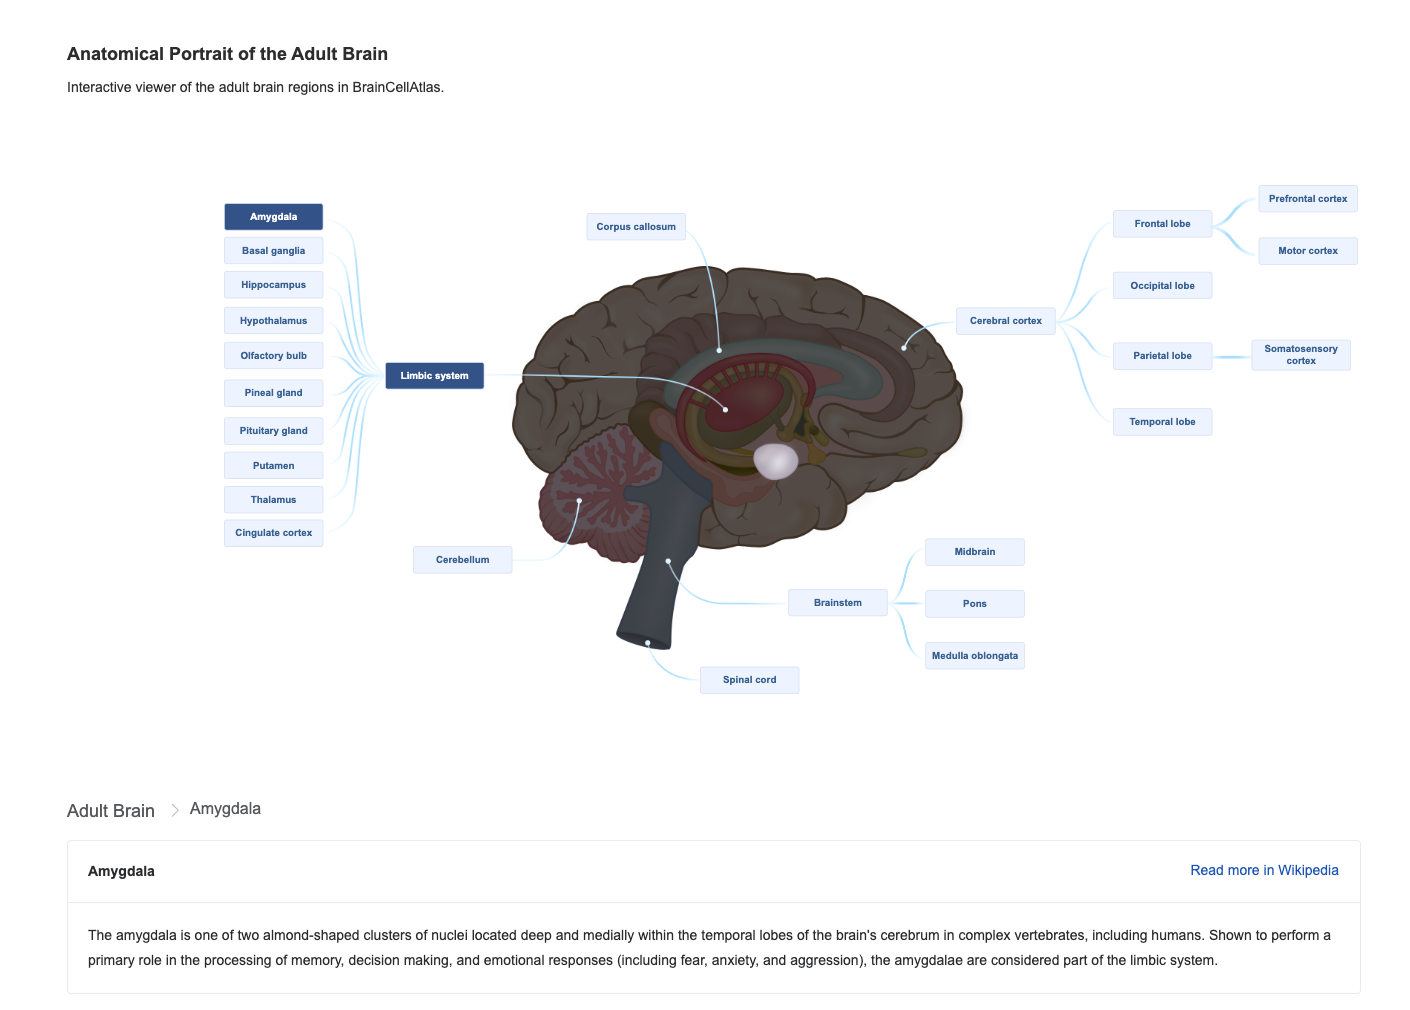 Anatomical Portrait of the Adult Brain
Interactive viewer of the adult brain regions in BrainCellAtlas.
Amygdala
Basal ganglia
Hippocampus
Hypothalamus
Olfactory bulb
Pineal gland
Pituitary gland
Putamen
Thalamus
Cingulate cortex
Limbic system
Corpus callosum
Cerebellum
Cerebral cortex
Frontal lobe
Prefrontal cortex
Motor cortex
Occipital lobe
Parietal lobe
Somatosensory
cortex
Temporal lobe
Brainstem
Midbrain
Pons
Medulla oblongata
Spinal cord
Adult Brain
Amygdala
Amygdala
Read more in Wikipedia
The amygdala is one of two almond-shaped clusters of nuclei located deep and medially within the temporal lobes of the brain's cerebrum in complex vertebrates, including humans. Shown to perform a
primary role in the processing of memory, decision making, and emotional responses (including fear, anxiety, and aggression), the amygdalae are considered part of the limbic system.